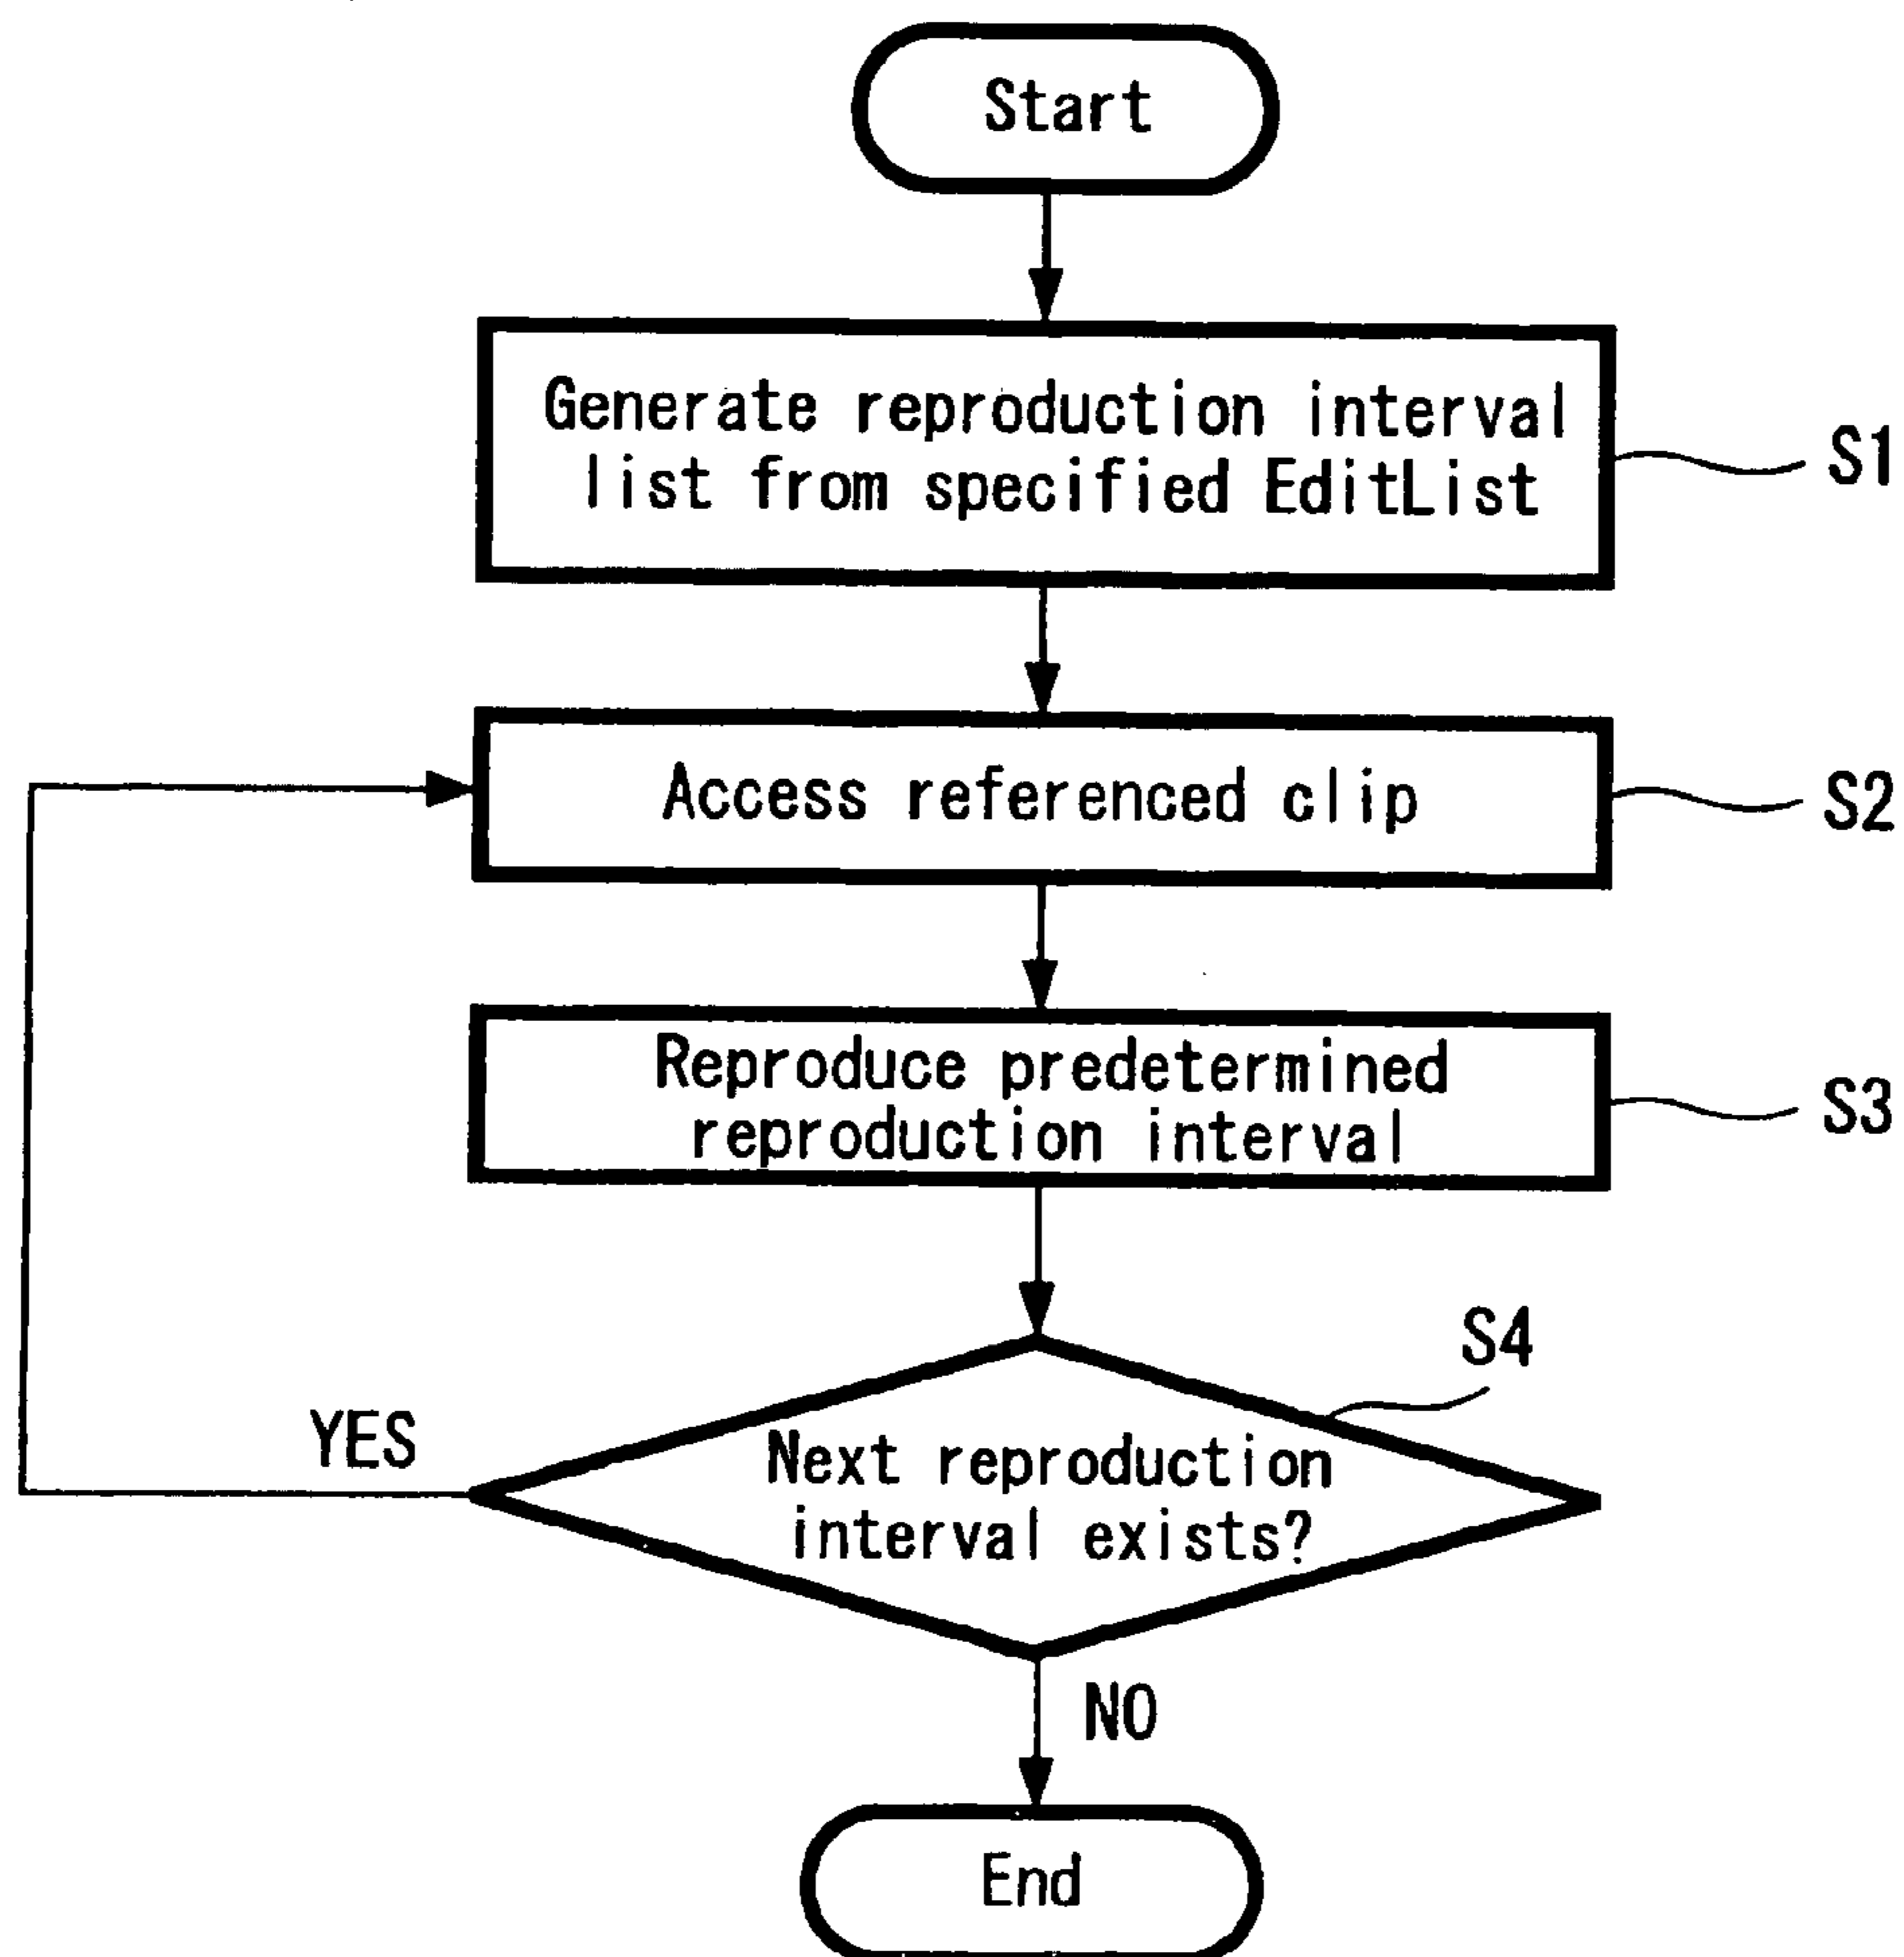 Start
Generate reproduction interval
list from specified EditList
S1
Access referenced clip
S2
Reproduce predetermined
reproduction interval
S3
S4
Next reproduction
interval exists?
YES
NO
End